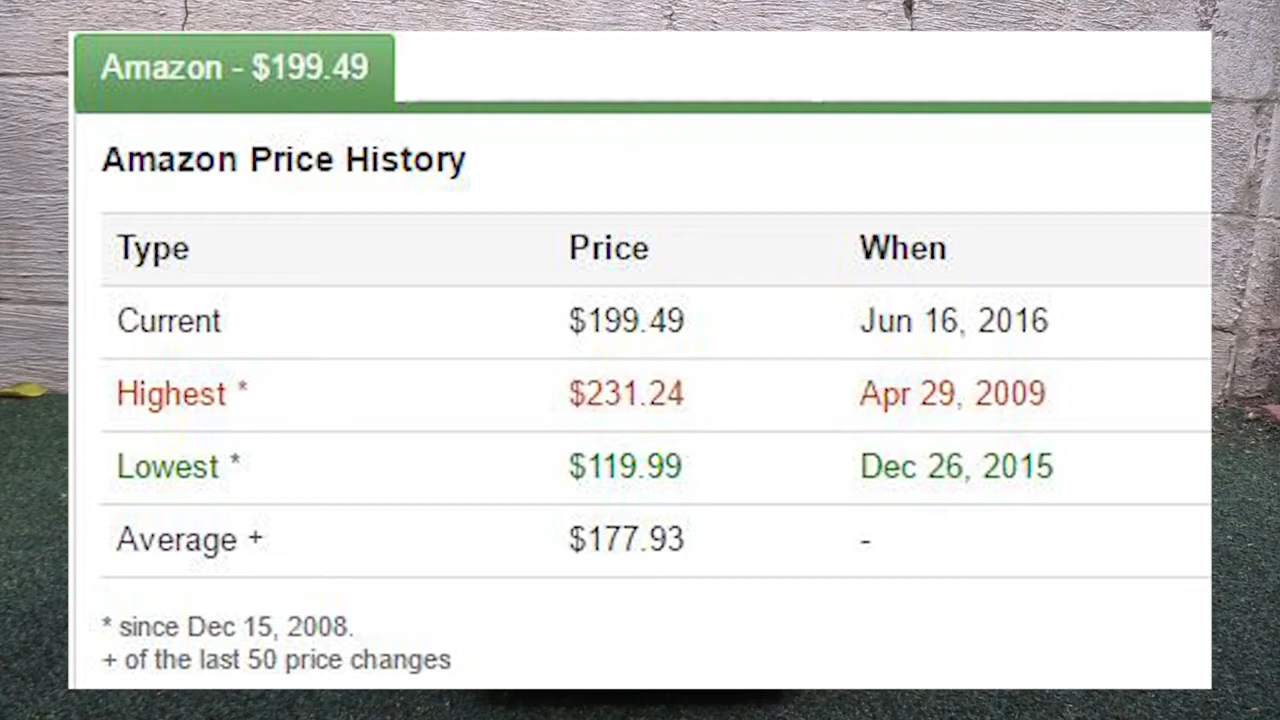 Amazon - $199.49
Amazon Price History
Type Price When
Current $199.49 Jun 16, 2016
Highest * $231.24 Apr 29, 2009
Lowest * $119.99 Dec 26, 2015
Average + $177.93 -
* since Dec 15, 2008.
+ of the last 50 price changes